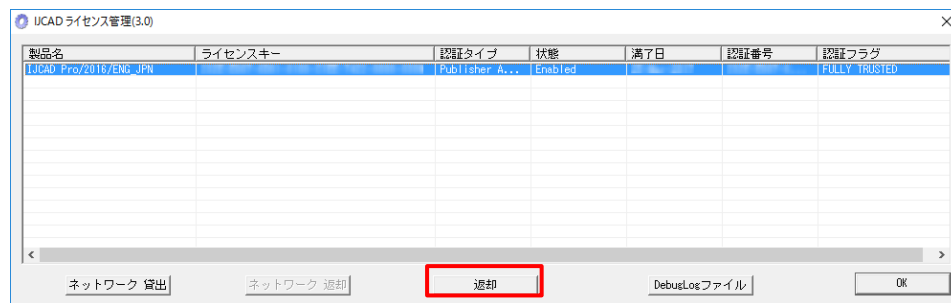 IJCAD ライセンス管理(3.0)
製品名 ライセンスキー 認証タイプ 状態 満了日 認証番号 認証フラグ
IJCAD Pro/2016/ENG_JPN Publisher A... Enabled FULLY TRUSTED
ネットワーク 貸出 ネットワーク 返却 返却 DebugLogファイル OK